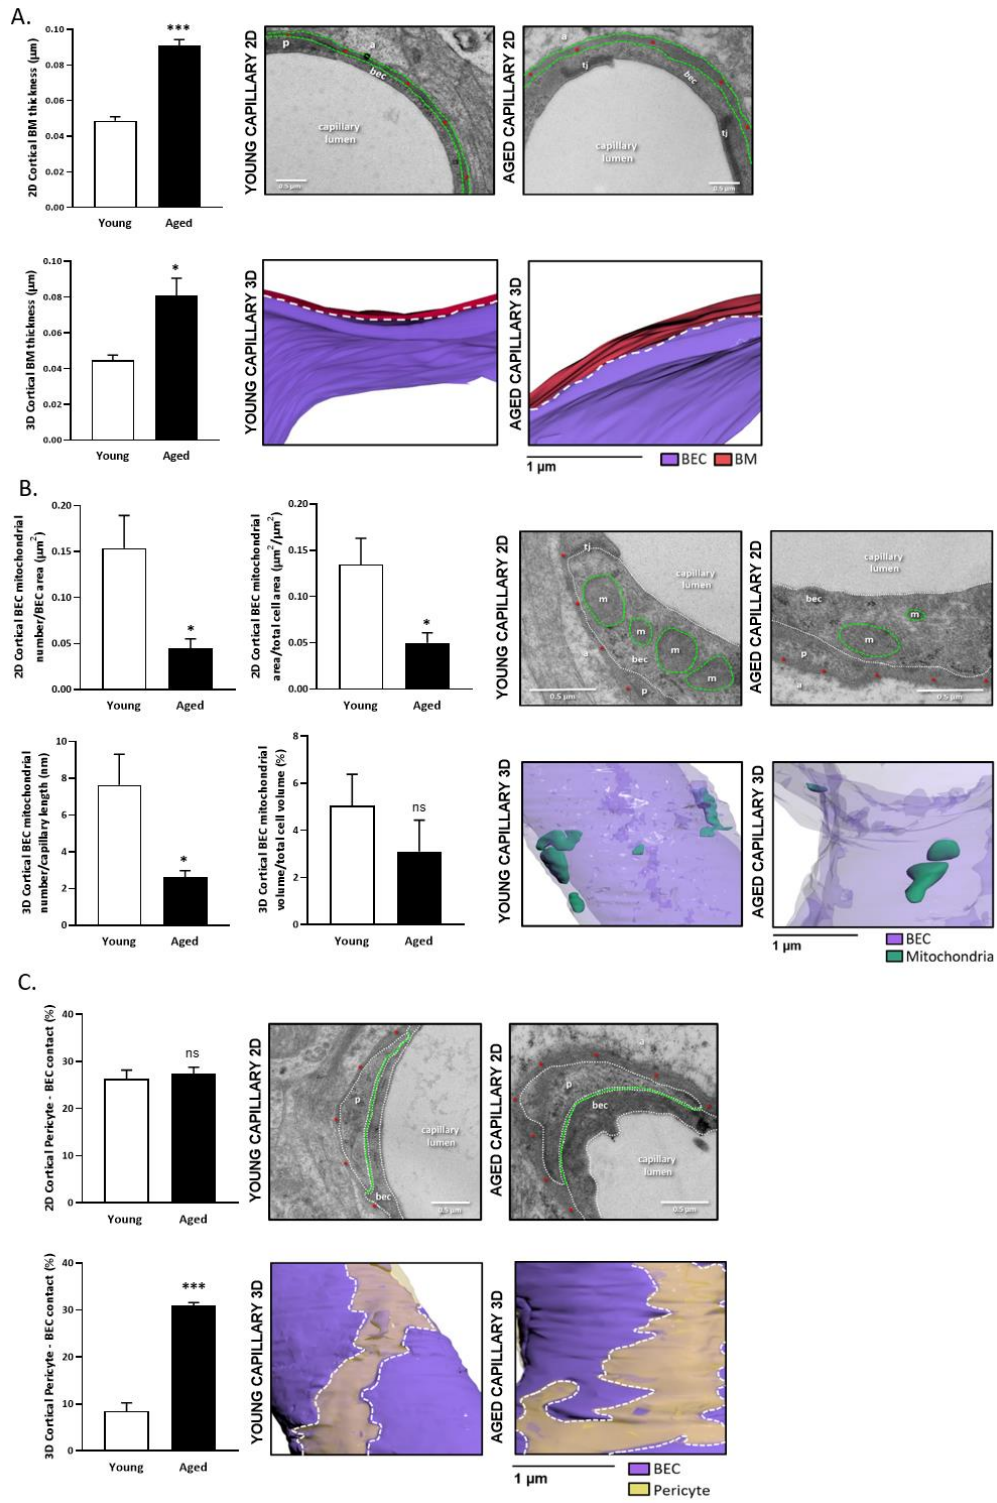 A.
2D Cortical BM thickness (µm)
0.10
0.08
0.06
0.04
0.02
0.00
***
Young
Aged
YOUNG CAPILLARY 2D
p
a
bec
capillary
lumen
0.5 µm
AGED CAPILLARY 2D
a
tj
bec
tj
capillary
lumen
0.5 µm
3D Cortical BM thickness (µm)
0.10
0.08
0.06
0.04
0.02
0.00
*
Young
Aged
YOUNG CAPILLARY 3D
AGED CAPILLARY 3D
1 µm
BEC
BM
B.
2D Cortical BEC mitochondrial
number/BEC area (µm²)
0.20
0.15
0.10
0.05
0.00
*
Young
Aged
2D Cortical BEC mitochondrial
area/total cell area (µm²/µm²)
0.20
0.15
0.10
0.05
0.00
*
Young
Aged
YOUNG CAPILLARY 2D
tj
capillary
lumen
m
m
m
m
a
bec
p
0.5 µm
AGED CAPILLARY 2D
capillary
lumen
bec
m
m
p
a
0.5 µm
3D Cortical BEC mitochondrial
number/capillary length (nm)
10
8
6
4
2
0
*
Young
Aged
3D Cortical BEC mitochondrial
volume/total cell volume (%)
8
6
4
2
0
ns
Young
Aged
YOUNG CAPILLARY 3D
AGED CAPILLARY 3D
1 µm
BEC
Mitochondria
C.
2D Cortical Pericyte - BEC contact (%)
40
30
20
10
0
ns
Young
Aged
YOUNG CAPILLARY 2D
p
capillary
lumen
bec
0.5 µm
AGED CAPILLARY 2D
a
p
bec
capillary
lumen
0.5 µm
3D Cortical Pericyte - BEC contact (%)
40
30
20
10
0
***
Young
Aged
YOUNG CAPILLARY 3D
AGED CAPILLARY 3D
1 µm
BEC
Pericyte